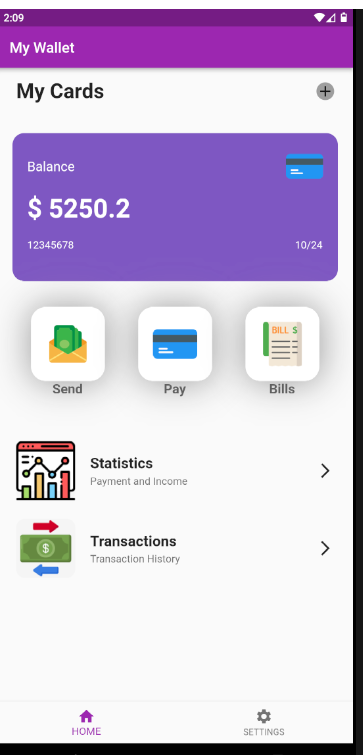 2:09
My Wallet
My Cards
Balance
$ 5250.2
12345678 10/24
BILL $
Send Pay Bills
Statistics
Payment and Income
$
Transactions
Transaction History
HOME SETTINGS